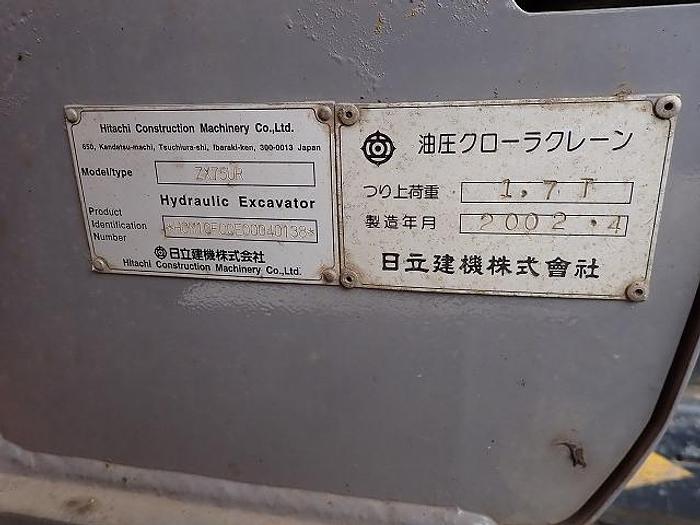 Hitachi Construction Machinery Co.,Ltd.
650, Kandatsu-machi, Tsuchiura-shi, Ibaraki-ken, 300-0013 Japan
Model/type ZX75UR
Hydraulic Excavator
Product Identification Number
日立建機株式会社
Hitachi Construction Machinery Co.,Ltd.
油圧クローラクレーン
つり上荷重 1.7T
製造年月 2002.4
日立建機株式會社